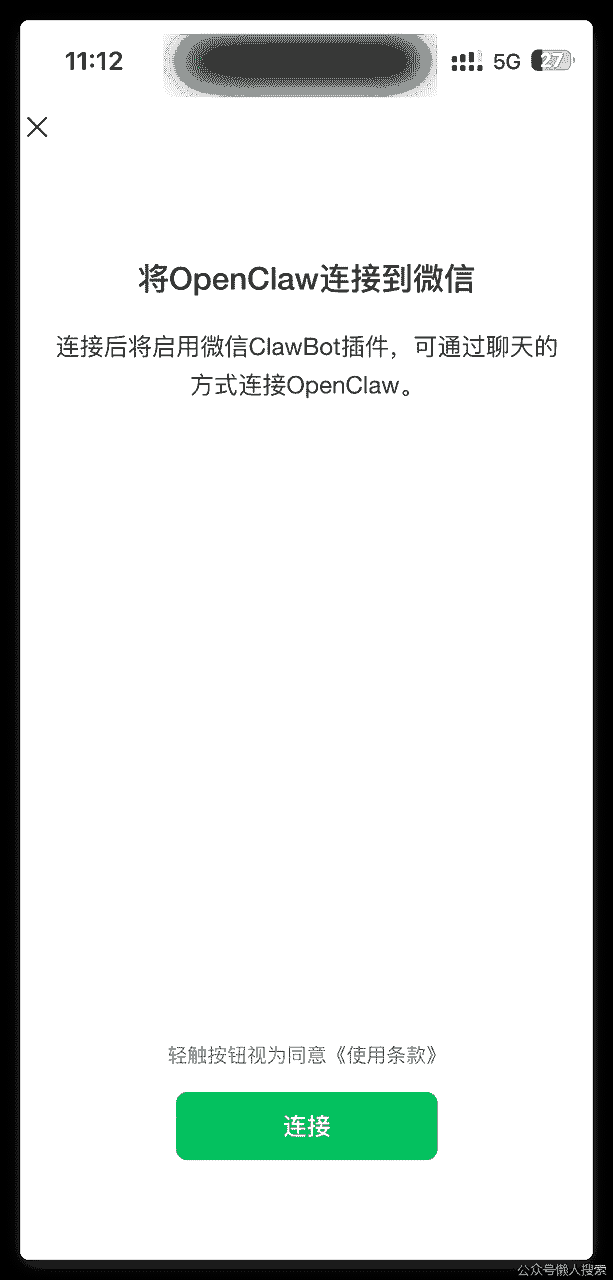 11:12 5G 27
将OpenClaw连接到微信
连接后将启用微信ClawBot插件，可通过聊天的
方式连接OpenClaw。
轻触按钮视为同意《使用条款》
连接
公众号懒人搜索